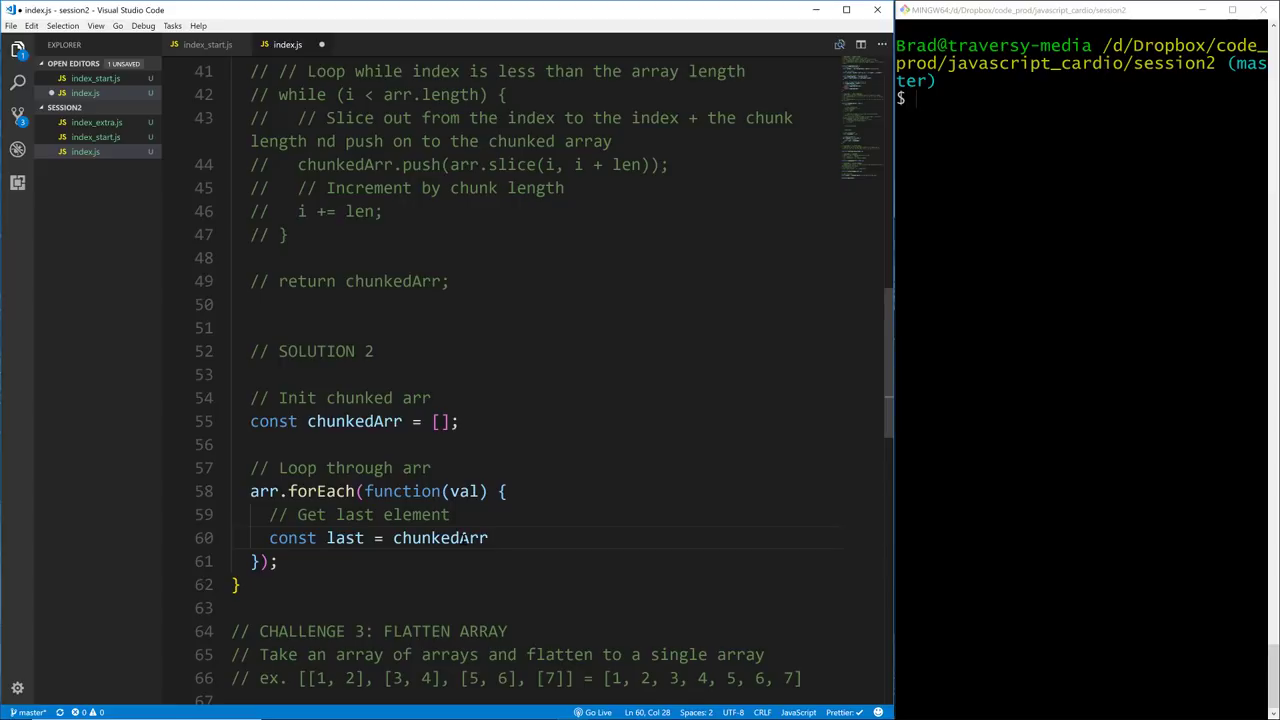 index.js - session2 - Visual Studio Code
File Edit Selection View Go Debug Tasks Help
EXPLORER
OPEN EDITORS 1 UNSAVED
index_start.js
index.js U
SESSION2
index_extra.js U
index_start.js U
index.js U
index_start.js index.js
41 // Loop while index is less than the array length
42 // while (i < arr.length) {
43 //   // Slice out from the index to the index + the chunk
length and push on to the chunked array
44 //   chunkedArr.push(arr.slice(i, i + len));
45 //   // Increment by chunk length
46 //   i += len;
47 // }
48
49 // return chunkedArr;
50
51
52 // SOLUTION 2
53
54 // Init chunked arr
55 const chunkedArr = [];
56
57 // Loop through arr
58 arr.forEach(function(val) {
59 // Get last element
60 const last = chunkedArr
61 });
62 }
63
64 // CHALLENGE 3: FLATTEN ARRAY
65 // Take an array of arrays and flatten to a single array
66 // ex. [[1, 2], [3, 4], [5, 6], [7]] = [1, 2, 3, 4, 5, 6, 7]
67
master* 0 0 Go Live Ln 60, Col 28 Spaces: 2 UTF-8 CRLF JavaScript Prettier: ✓
MINGW64:/d/Dropbox/code_prod/javascript_cardio/session2
Brad@traversy-media /d/Dropbox/code_
prod/javascript_cardio/session2 (mas
ter)
$